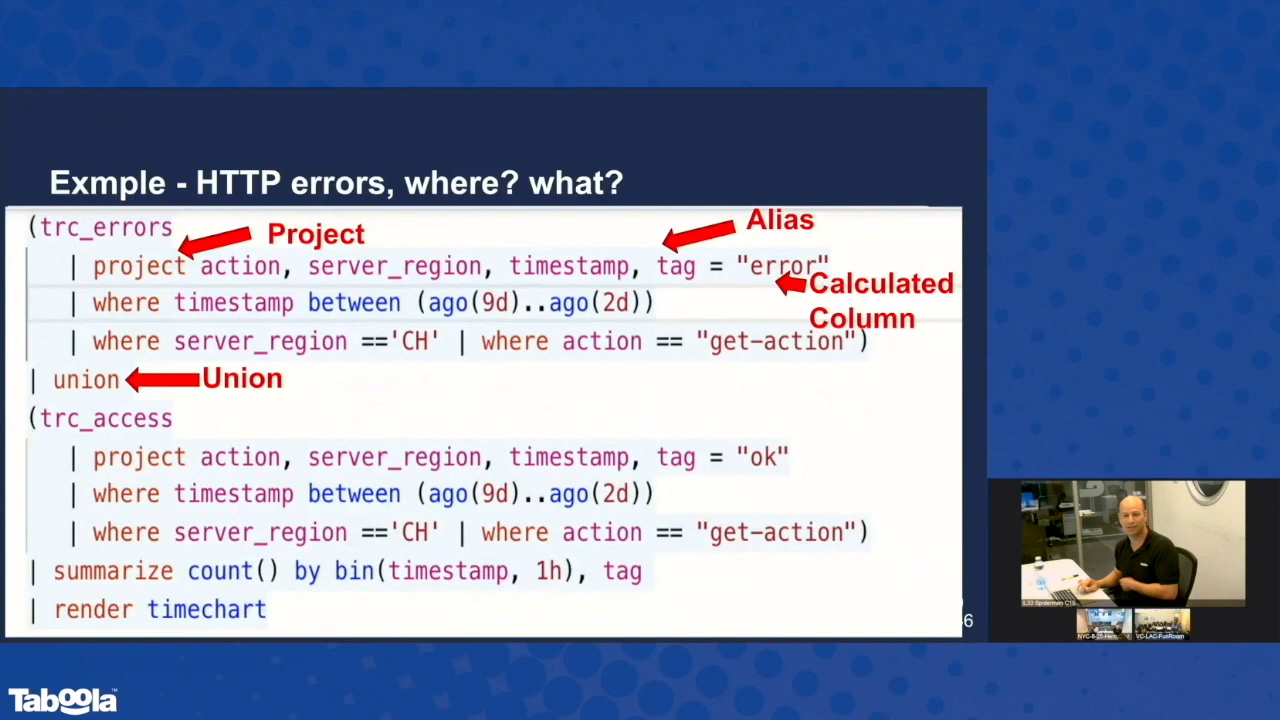 Exmple - HTTP errors, where? what?
(trc_errors
Project
Alias
| project action, server_region, timestamp, tag = "error"
Calculated
Column
| where timestamp between (ago(9d)..ago(2d))
| where server_region =='CH' | where action == "get-action")
| union
Union
(trc_access
| project action, server_region, timestamp, tag = "ok"
| where timestamp between (ago(9d)..ago(2d))
| where server_region =='CH' | where action == "get-action")
| summarize count() by bin(timestamp, 1h), tag
| render timechart
VC-LAC-FunRoom
Taboola